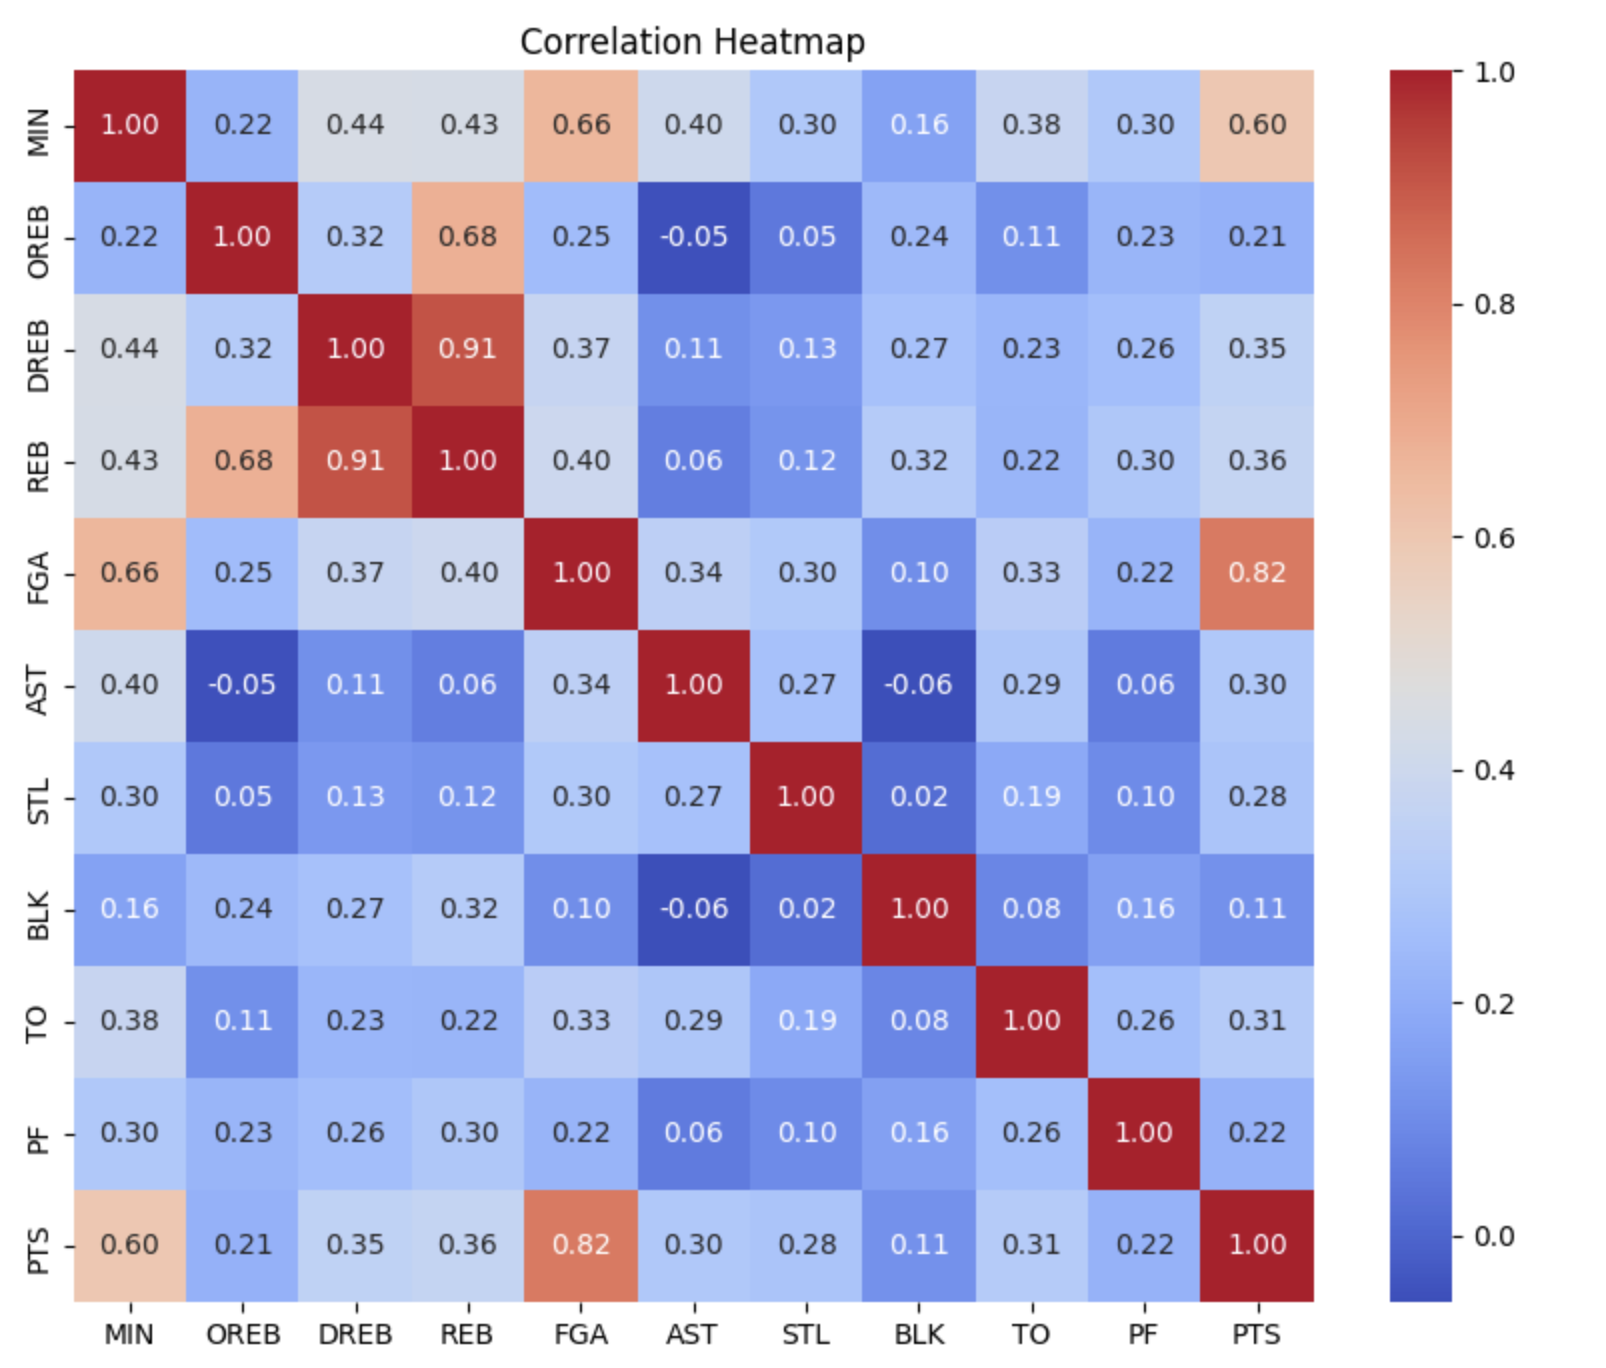 Correlation Heatmap
MIN 1.00 0.22 0.44 0.43 0.66 0.40 0.30 0.16 0.38 0.30 0.60
OREB 0.22 1.00 0.32 0.68 0.25 -0.05 0.05 0.24 0.11 0.23 0.21
DREB 0.44 0.32 1.00 0.91 0.37 0.11 0.13 0.27 0.23 0.26 0.35
REB 0.43 0.68 0.91 1.00 0.40 0.06 0.12 0.32 0.22 0.30 0.36
FGA 0.66 0.25 0.37 0.40 1.00 0.34 0.30 0.10 0.33 0.22 0.82
AST 0.40 -0.05 0.11 0.06 0.34 1.00 0.27 -0.06 0.29 0.06 0.30
STL 0.30 0.05 0.13 0.12 0.30 0.27 1.00 0.02 0.19 0.10 0.28
BLK 0.16 0.24 0.27 0.32 0.10 -0.06 0.02 1.00 0.08 0.16 0.11
TO 0.38 0.11 0.23 0.22 0.33 0.29 0.19 0.08 1.00 0.26 0.31
PF 0.30 0.23 0.26 0.30 0.22 0.06 0.10 0.16 0.26 1.00 0.22
PTS 0.60 0.21 0.35 0.36 0.82 0.30 0.28 0.11 0.31 0.22 1.00
MIN OREB DREB REB FGA AST STL BLK TO PF PTS
1.0
0.8
0.6
0.4
0.2
0.0